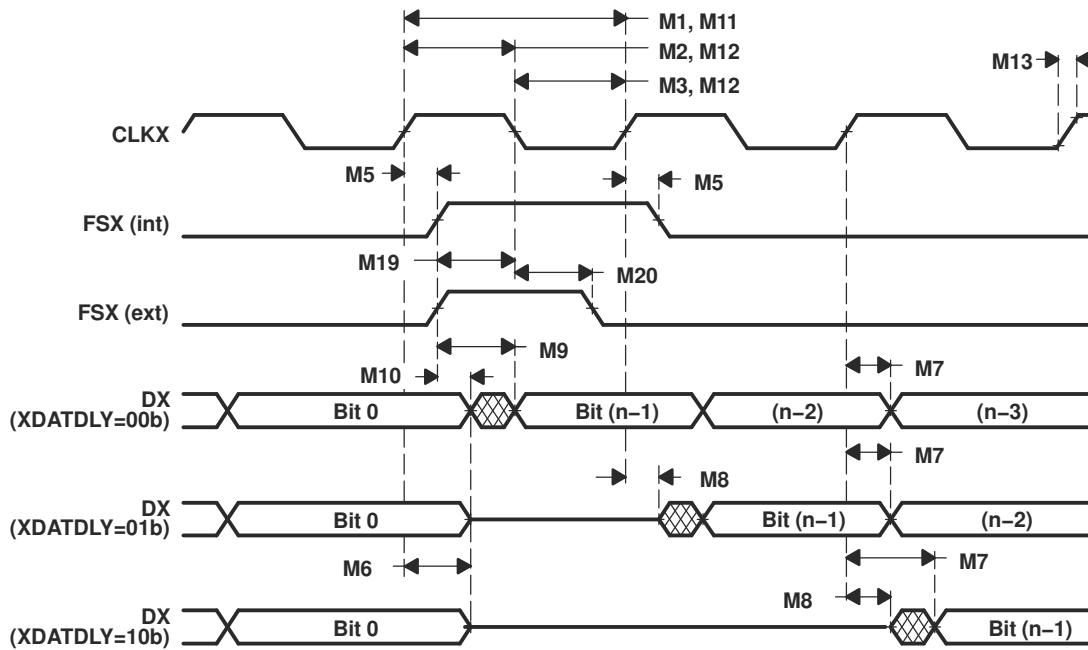 M1, M11
M2, M12
M13
M3, M12
CLKX
M5
M5
FSX (int)
M19
M20
FSX (ext)
M9
M10
M7
DX
(XDATDLY=00b)
Bit 0
Bit (n−1)
(n−2)
(n−3)
M7
M8
DX
(XDATDLY=01b)
Bit 0
Bit (n−1)
(n−2)
M6
M7
M8
DX
(XDATDLY=10b)
Bit 0
Bit (n−1)